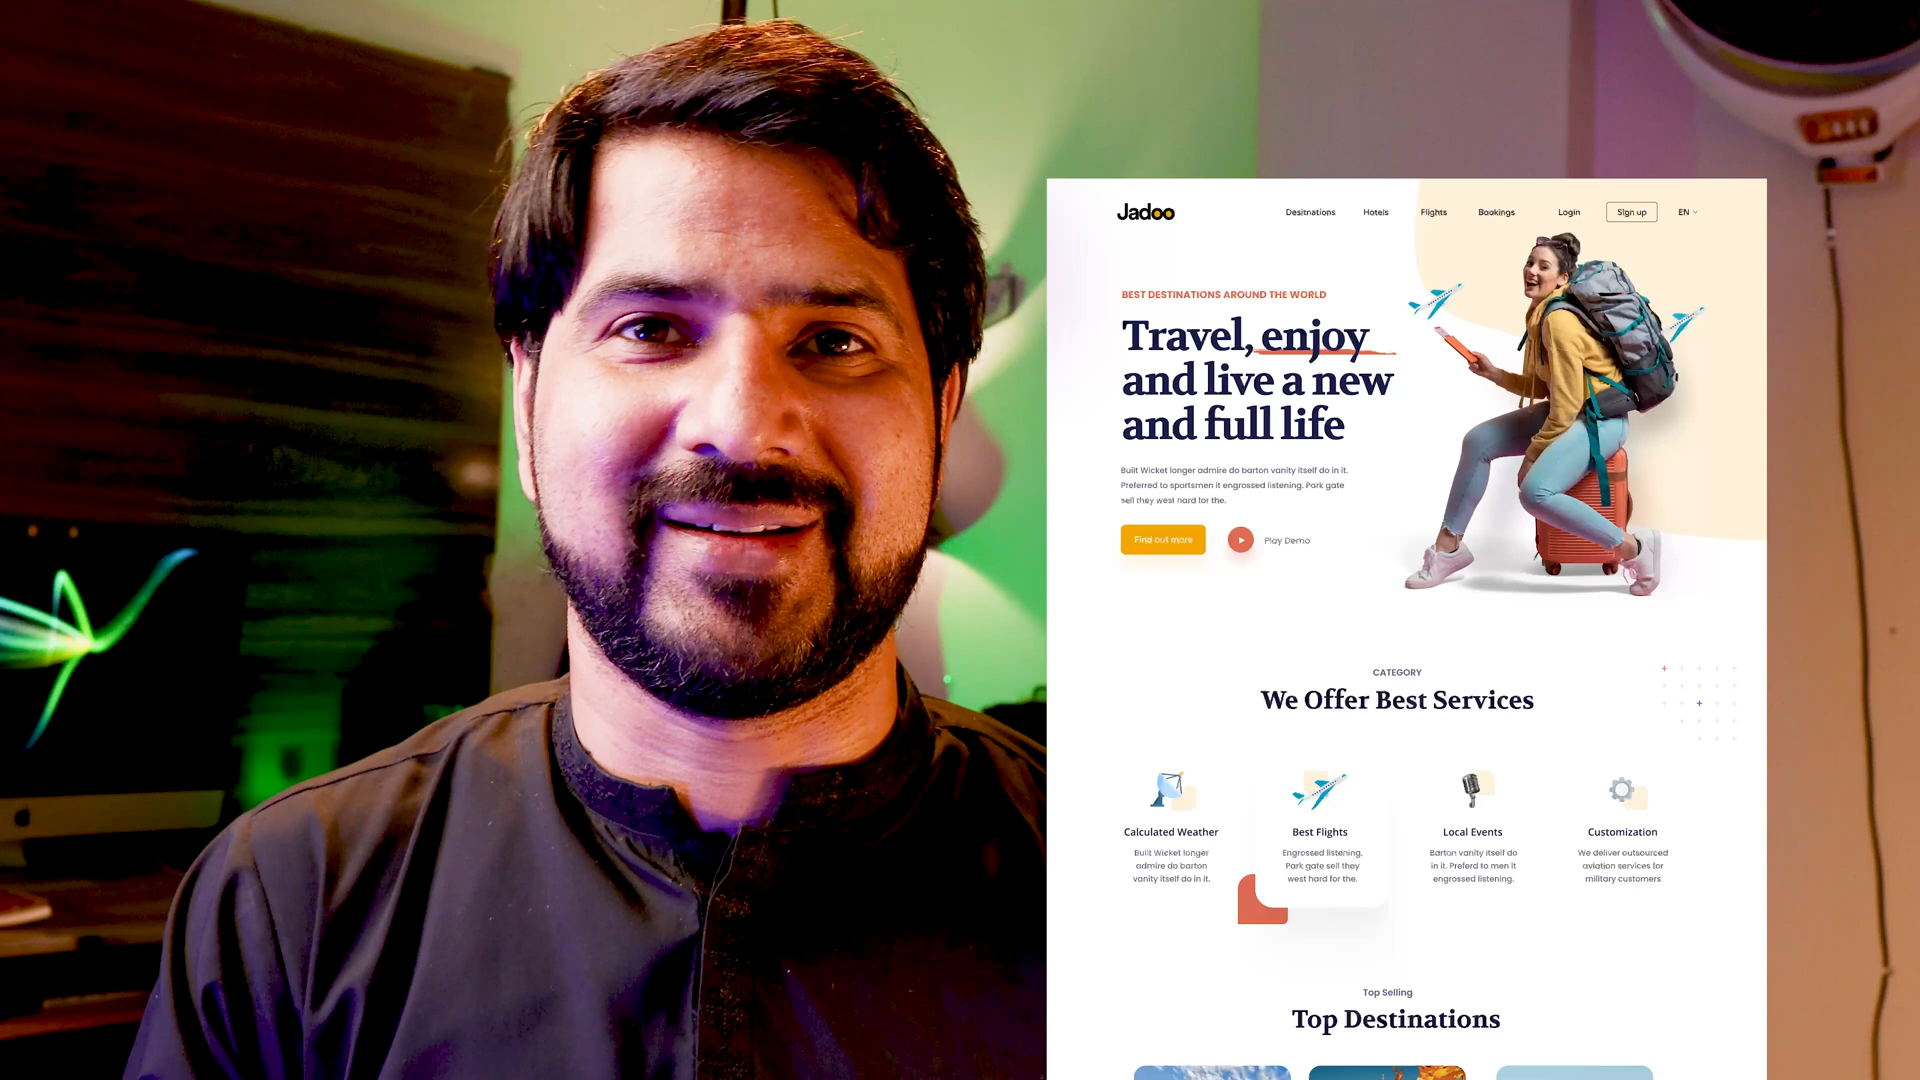 Jadoo
Desitnations Hotels Flights Bookings Login Sign up EN
BEST DESTINATIONS AROUND THE WORLD
Travel, enjoy
and live a new
and full life
Built Wicket longer admire do barton vanity itself do in it.
Preferred to sportsmen it engrossed listening. Park gate
sell they west hard for the.
Find out more Play Demo
CATEGORY
We Offer Best Services
Calculated Weather
Built Wicket longer
admire do barton
vanity itself do in it.
Best Flights
Engrossed listening.
Park gate sell they
west hard for the.
Local Events
Barton vanity itself do
in it. Preferd to men it
engrossed listening.
Customization
We deliver outsourced
aviation services for
military customers
Top Selling
Top Destinations